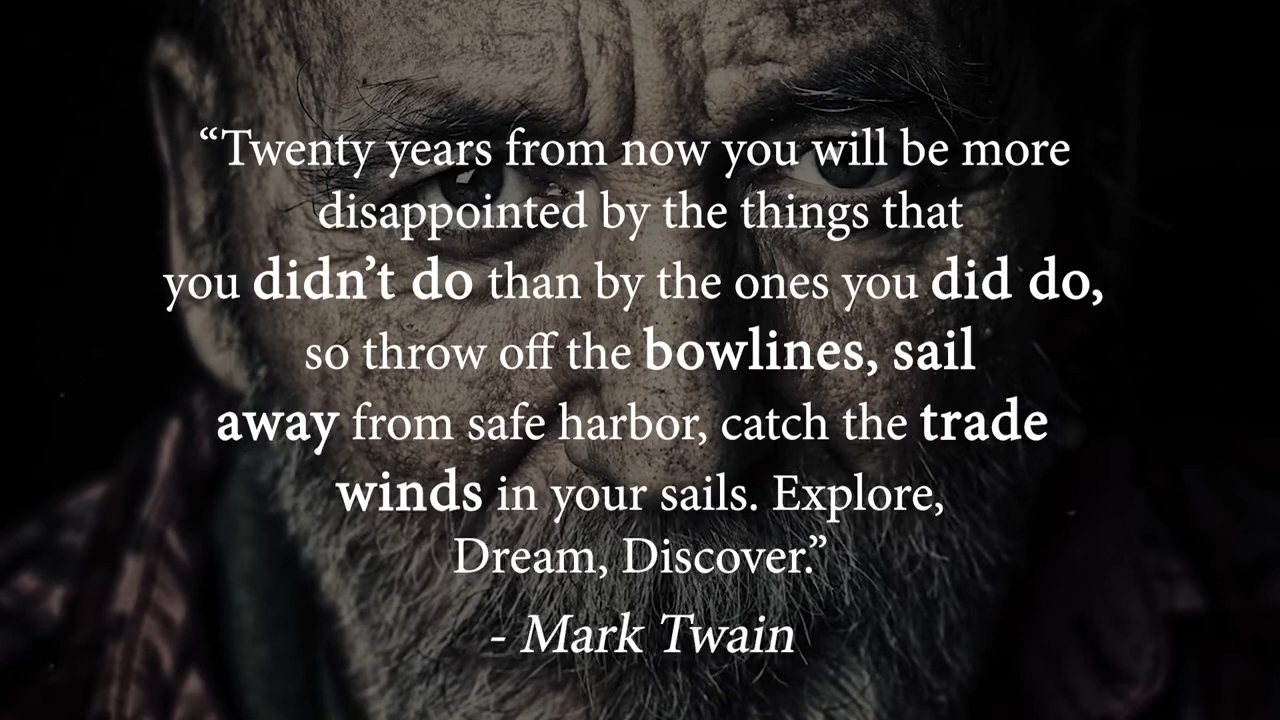 “Twenty years from now you will be more
disappointed by the things that
you didn’t do than by the ones you did do,
so throw off the bowlines, sail
away from safe harbor, catch the trade
winds in your sails. Explore,
Dream, Discover.”
- Mark Twain